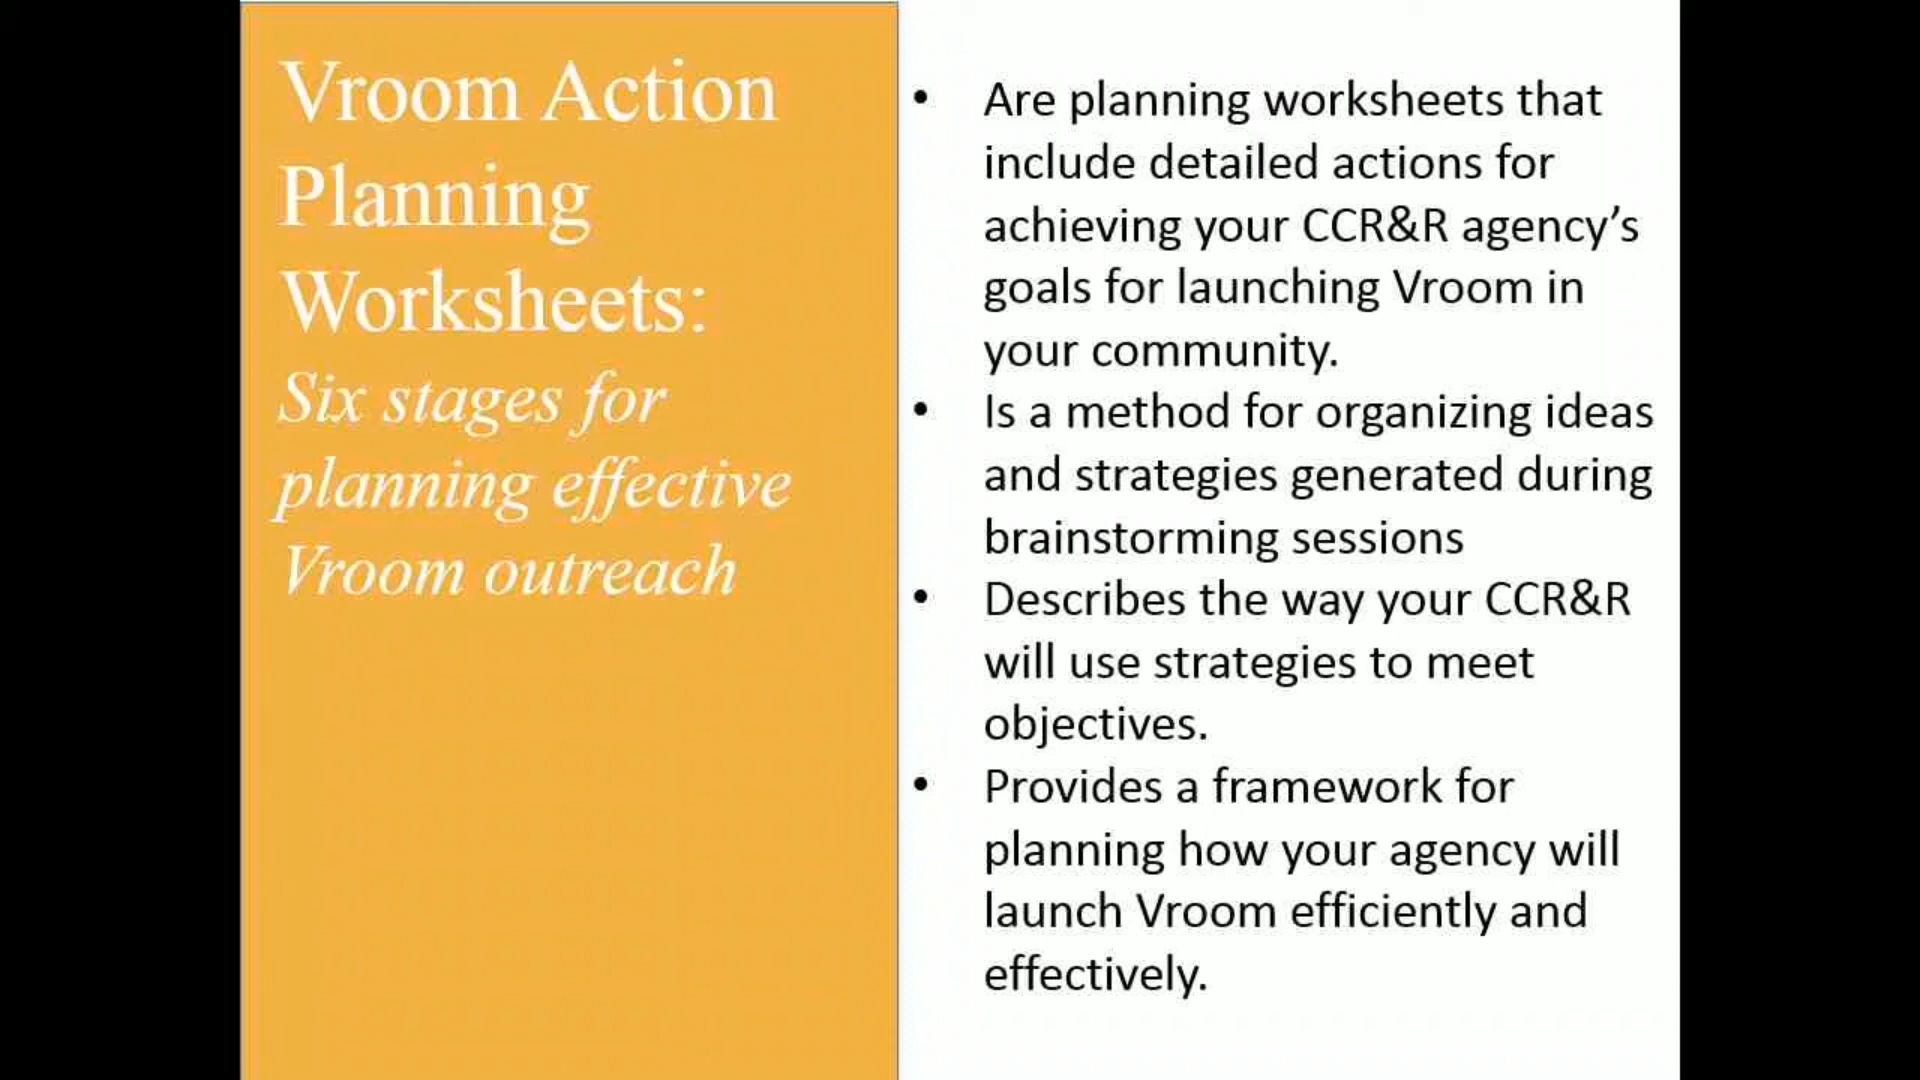 Vroom Action
Planning
Worksheets:
Six stages for
planning effective
Vroom outreach
• Are planning worksheets that
include detailed actions for
achieving your CCR&R agency’s
goals for launching Vroom in
your community.
• Is a method for organizing ideas
and strategies generated during
brainstorming sessions
• Describes the way your CCR&R
will use strategies to meet
objectives.
• Provides a framework for
planning how your agency will
launch Vroom efficiently and
effectively.